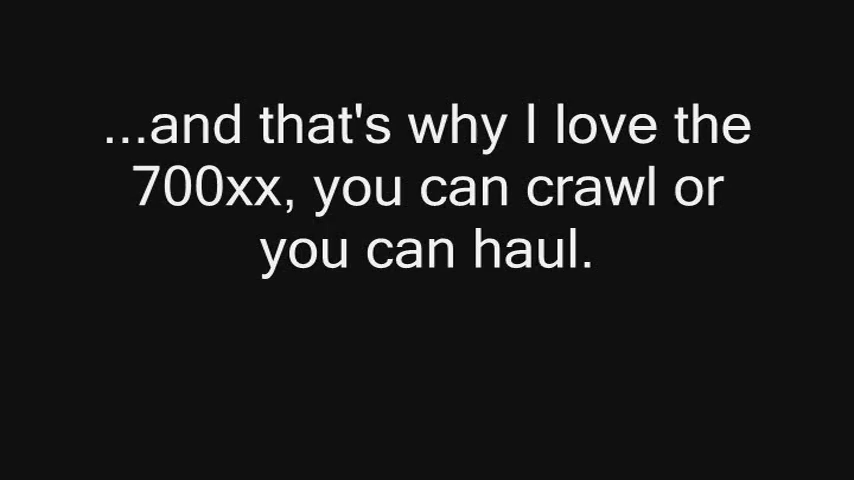 ...and that's why I love the
700xx, you can crawl or
you can haul.